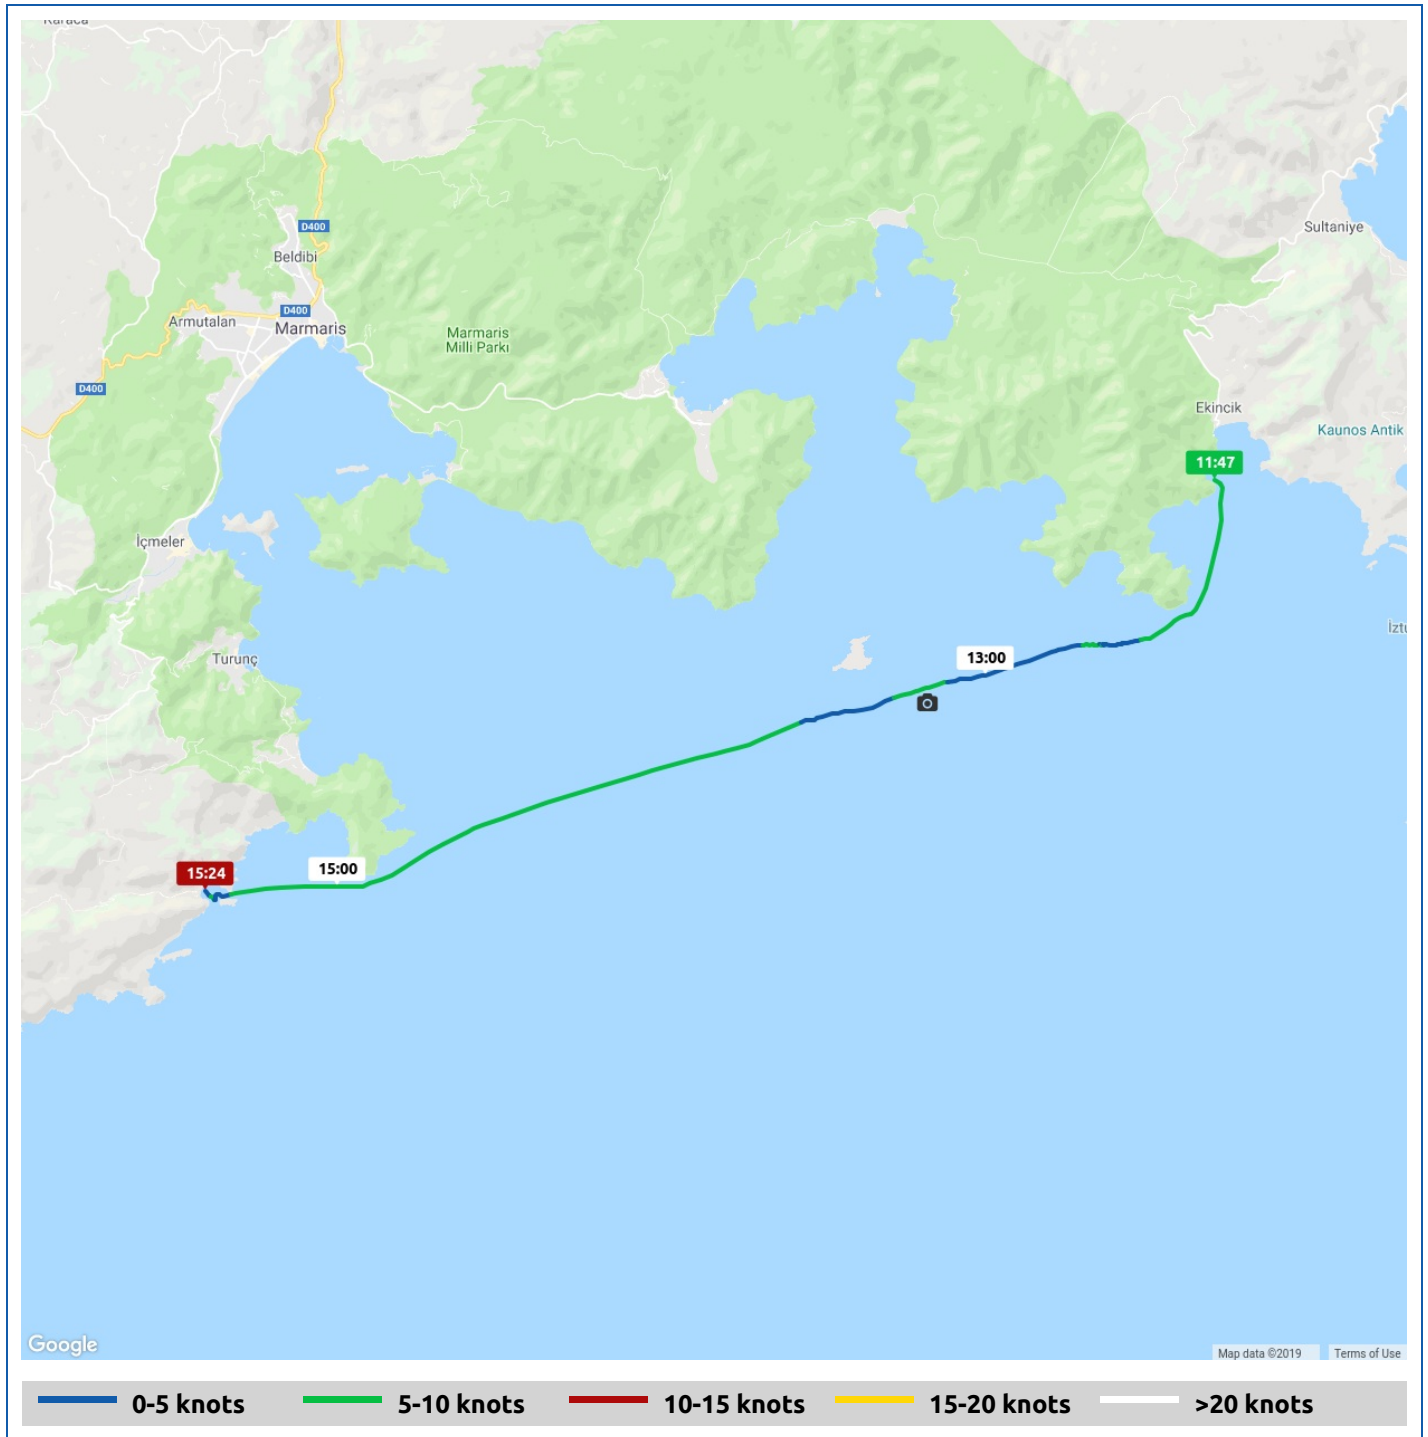 Karaca
D400
Sultaniye
Beldibi
D400
Armutalan
Marmaris
Marmaris
Milli Parkı
D400
Ekincik
Kaunos Antik
11:47
İçmeler
İztu
Turunç
13:00
15:00
15:24
Google
Map data ©2019
Terms of Use
0-5 knots
5-10 knots
10-15 knots
15-20 knots
>20 knots